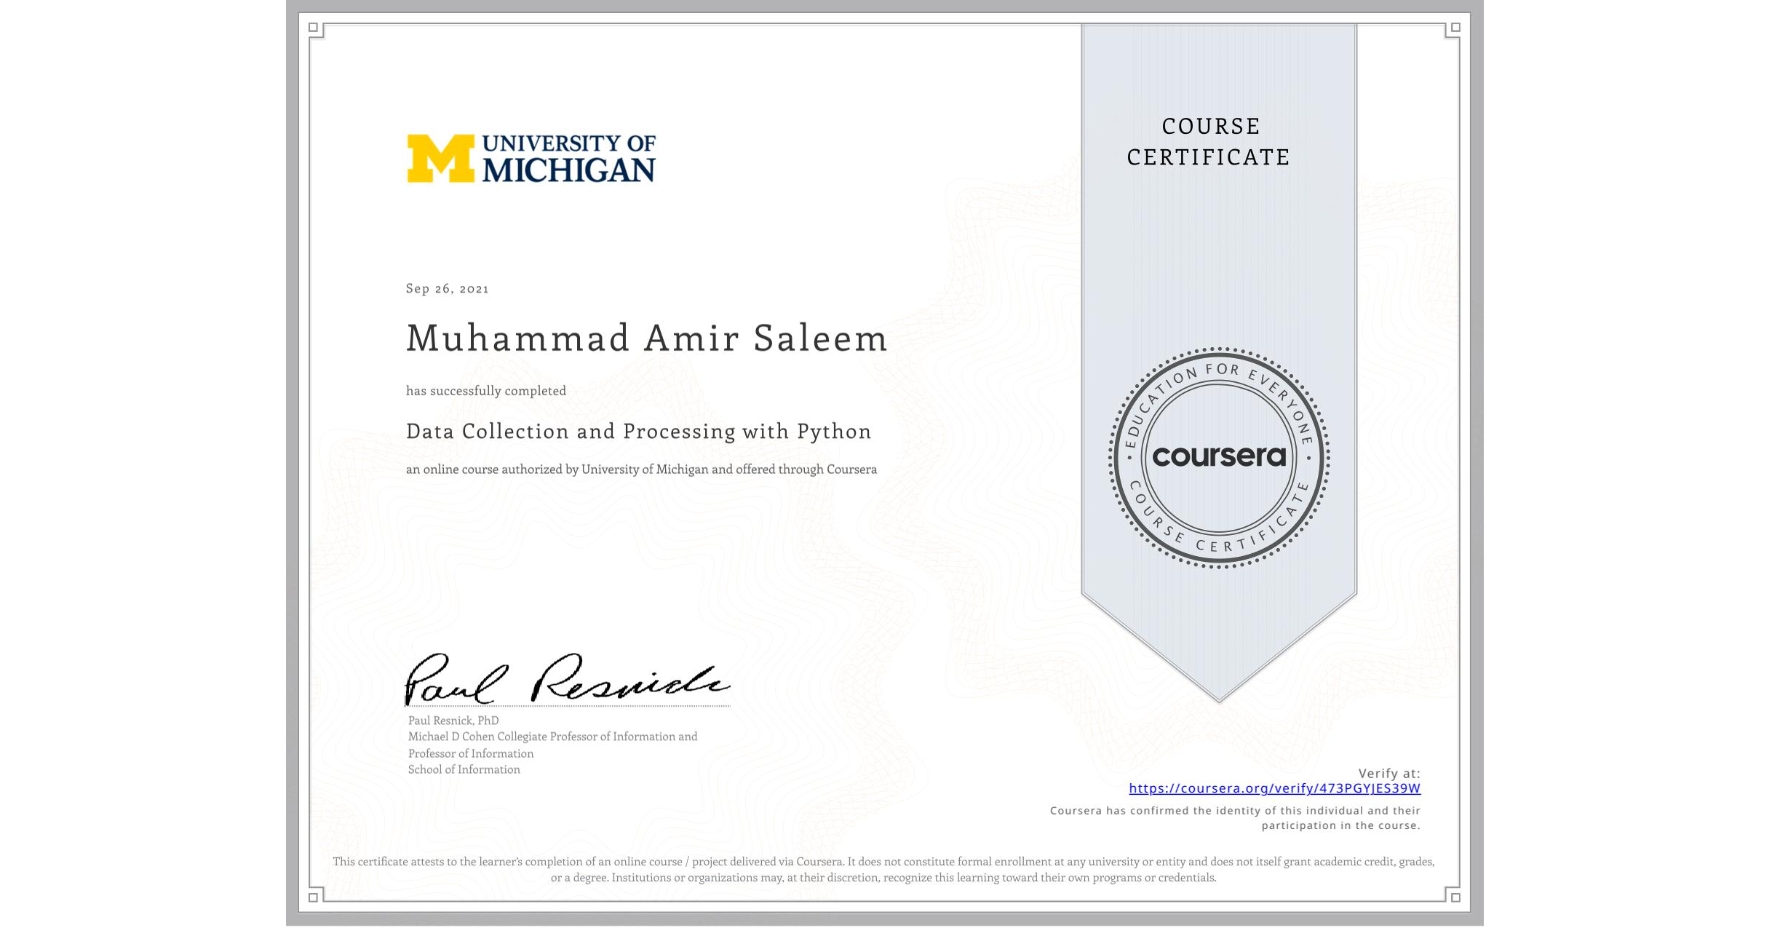 UNIVERSITY OF
MICHIGAN
COURSE
CERTIFICATE
Sep 26, 2021
Muhammad Amir Saleem
has successfully completed
Data Collection and Processing with Python
an online course authorized by University of Michigan and offered through Coursera
EDUCATION FOR EVERYONE
coursera
COURSE CERTIFICATE
Paul Resnick
Paul Resnick, PhD
Michael D Cohen Collegiate Professor of Information and
Professor of Information
School of Information
Verify at:
https://coursera.org/verify/473PGYJES39W
Coursera has confirmed the identity of this individual and their
participation in the course.
This certificate attests to the learner's completion of an online course / project delivered via Coursera. It does not constitute formal enrollment at any university or entity and does not itself grant academic credit, grades,
or a degree. Institutions or organizations may, at their discretion, recognize this learning toward their own programs or credentials.